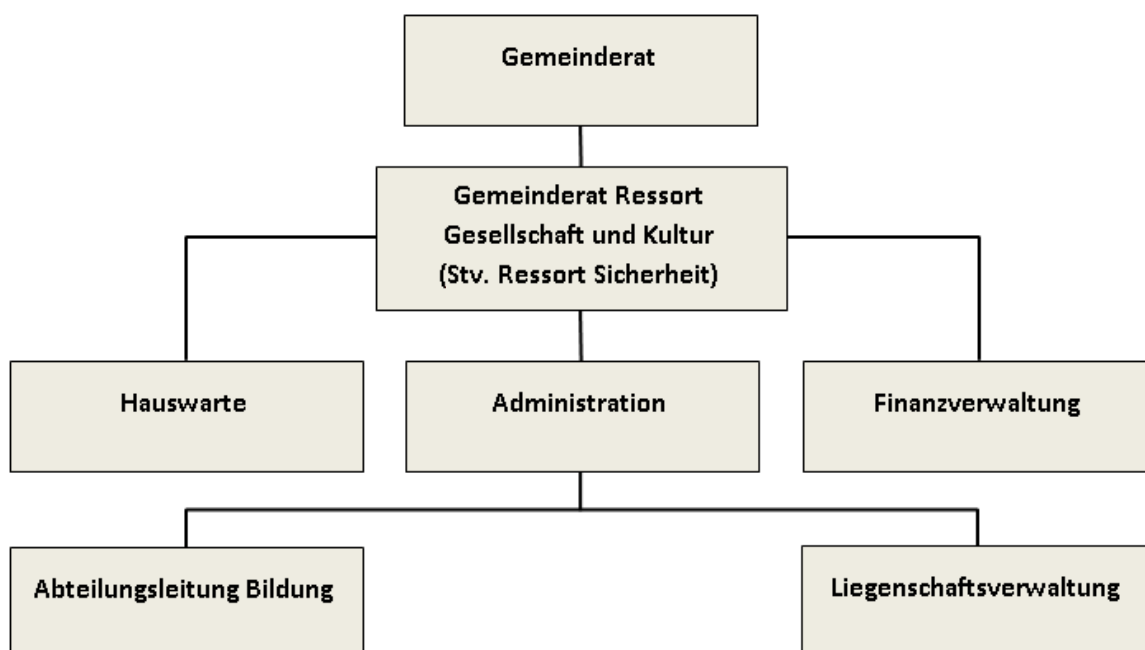 Gemeinderat
Gemeinderat Ressort
Gesellschaft und Kultur
(Stv. Ressort Sicherheit)
Hauswarte
Administration
Finanzverwaltung
Abteilungsleitung Bildung
Liegenschaftsverwaltung